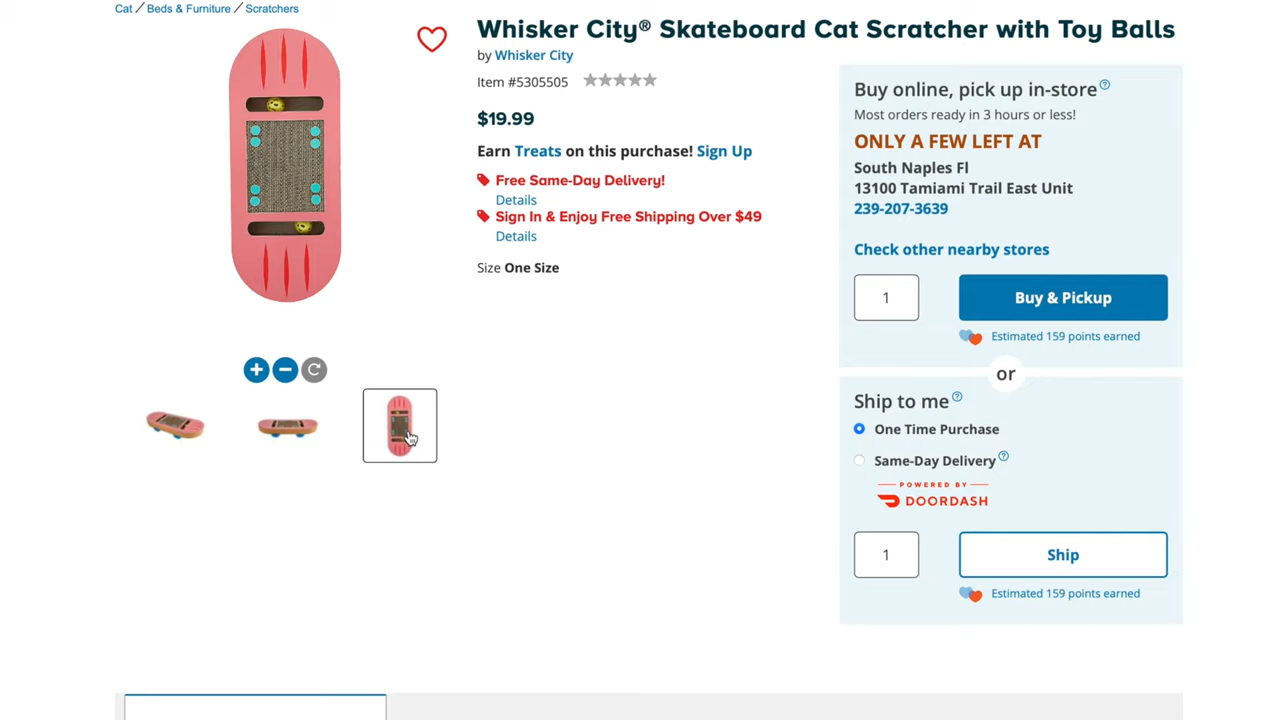 Cat / Beds & Furniture / Scratchers
Whisker City® Skateboard Cat Scratcher with Toy Balls
by Whisker City
Item #5305505
$19.99
Earn Treats on this purchase! Sign Up
Free Same-Day Delivery!
Details
Sign In & Enjoy Free Shipping Over $49
Details
Size One Size
Buy online, pick up in-store ?
Most orders ready in 3 hours or less!
ONLY A FEW LEFT AT
South Naples Fl
13100 Tamiami Trail East Unit
239-207-3639
Check other nearby stores
1
Buy & Pickup
Estimated 159 points earned
or
Ship to me ?
One Time Purchase
Same-Day Delivery ?
POWERED BY
DOORDASH
1
Ship
Estimated 159 points earned